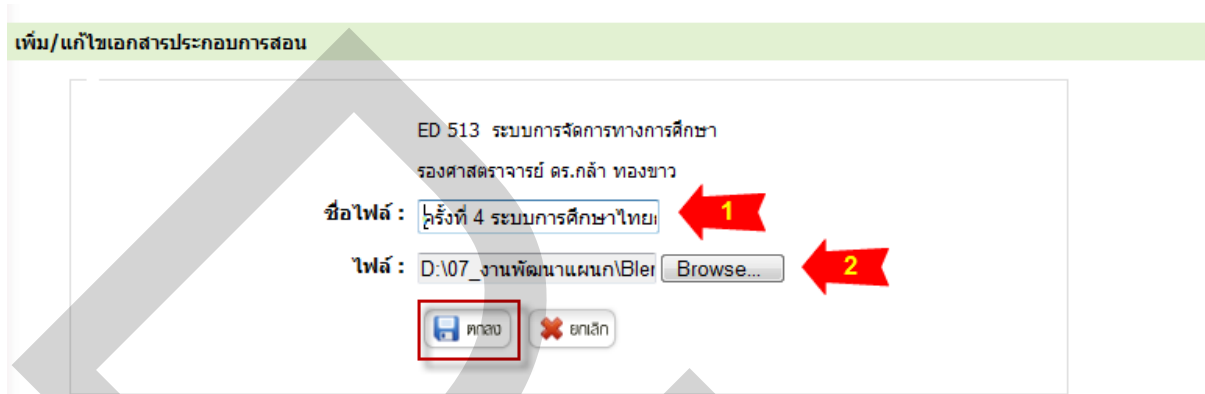 เพิ่ม/แก้ไขเอกสารประกอบการสอน
ED 513 ระบบการจัดการทางการศึกษา
รองศาสตราจารย์ ดร.กล้า ทองขาว
ชื่อไฟล์ : ครั้งที่ 4 ระบบการศึกษาไทย 1
ไฟล์ : D:\07_งานพัฒนาแผนก\Bler Browse... 2
ตกลง ยกเลิก